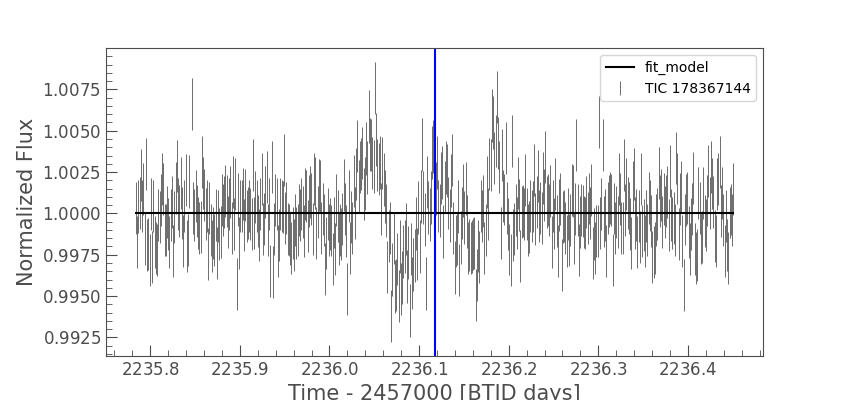 fit_model
TIC 178367144
1.0075
1.0050
1.0025
1.0000
0.9975
0.9950
0.9925
Normalized Flux
2235.8 2235.9 2236.0 2236.1 2236.2 2236.3 2236.4
Time - 2457000 [BTJD days]